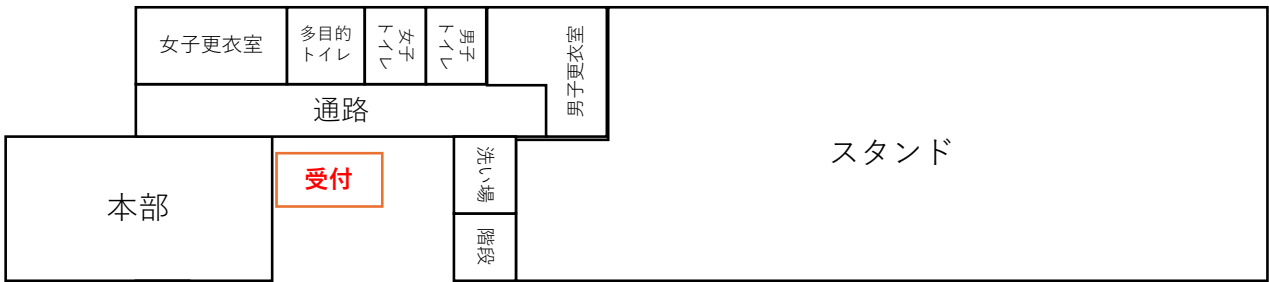 女子更衣室
多目的
トイレ
女子
トイレ
男子
トイレ
男子更衣室
通路
スタンド
本部
受付
洗い場
階段